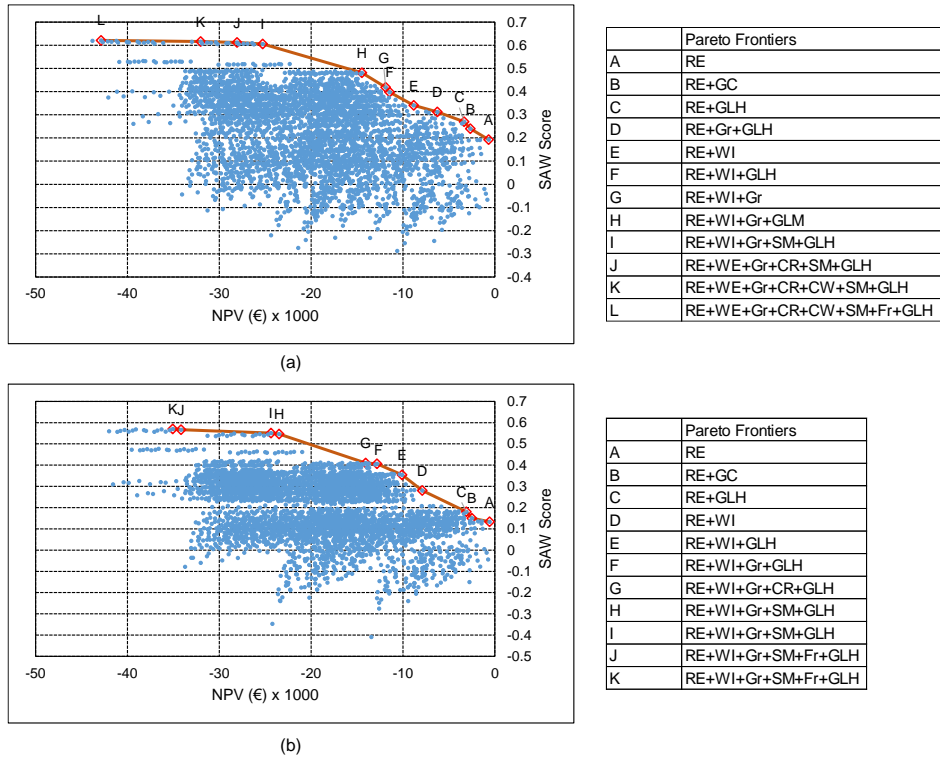 L
K
J
I
H
G
F
E
D
C
B
A
0.7
0.6
0.5
0.4
0.3
0.2
0.1
0
-0.1
-0.2
-0.3
-0.4
SAW Score
-50
-40
-30
-20
-10
0
NPV (€) x 1000
(a)
Pareto Frontiers
A RE
B RE+GC
C RE+GLH
D RE+Gr+GLH
E RE+WI
F RE+WI+GLH
G RE+WI+Gr
H RE+WI+Gr+GLM
I RE+WI+Gr+SM+GLH
J RE+WE+Gr+CR+SM+GLH
K RE+WE+Gr+CR+CW+SM+GLH
L RE+WE+Gr+CR+CW+SM+Fr+GLH
K
J
I
H
G
F
E
D
C
B
A
0.7
0.6
0.5
0.4
0.3
0.2
0.1
0
-0.1
-0.2
-0.3
-0.4
-0.5
SAW Score
-50
-40
-30
-20
-10
0
NPV (€) x 1000
(b)
Pareto Frontiers
A RE
B RE+GC
C RE+GLH
D RE+WI
E RE+WI+GLH
F RE+WI+Gr+GLH
G RE+WI+Gr+CR+GLH
H RE+WI+Gr+SM+GLH
I RE+WI+Gr+SM+GLH
J RE+WI+Gr+SM+Fr+GLH
K RE+WI+Gr+SM+Fr+GLH